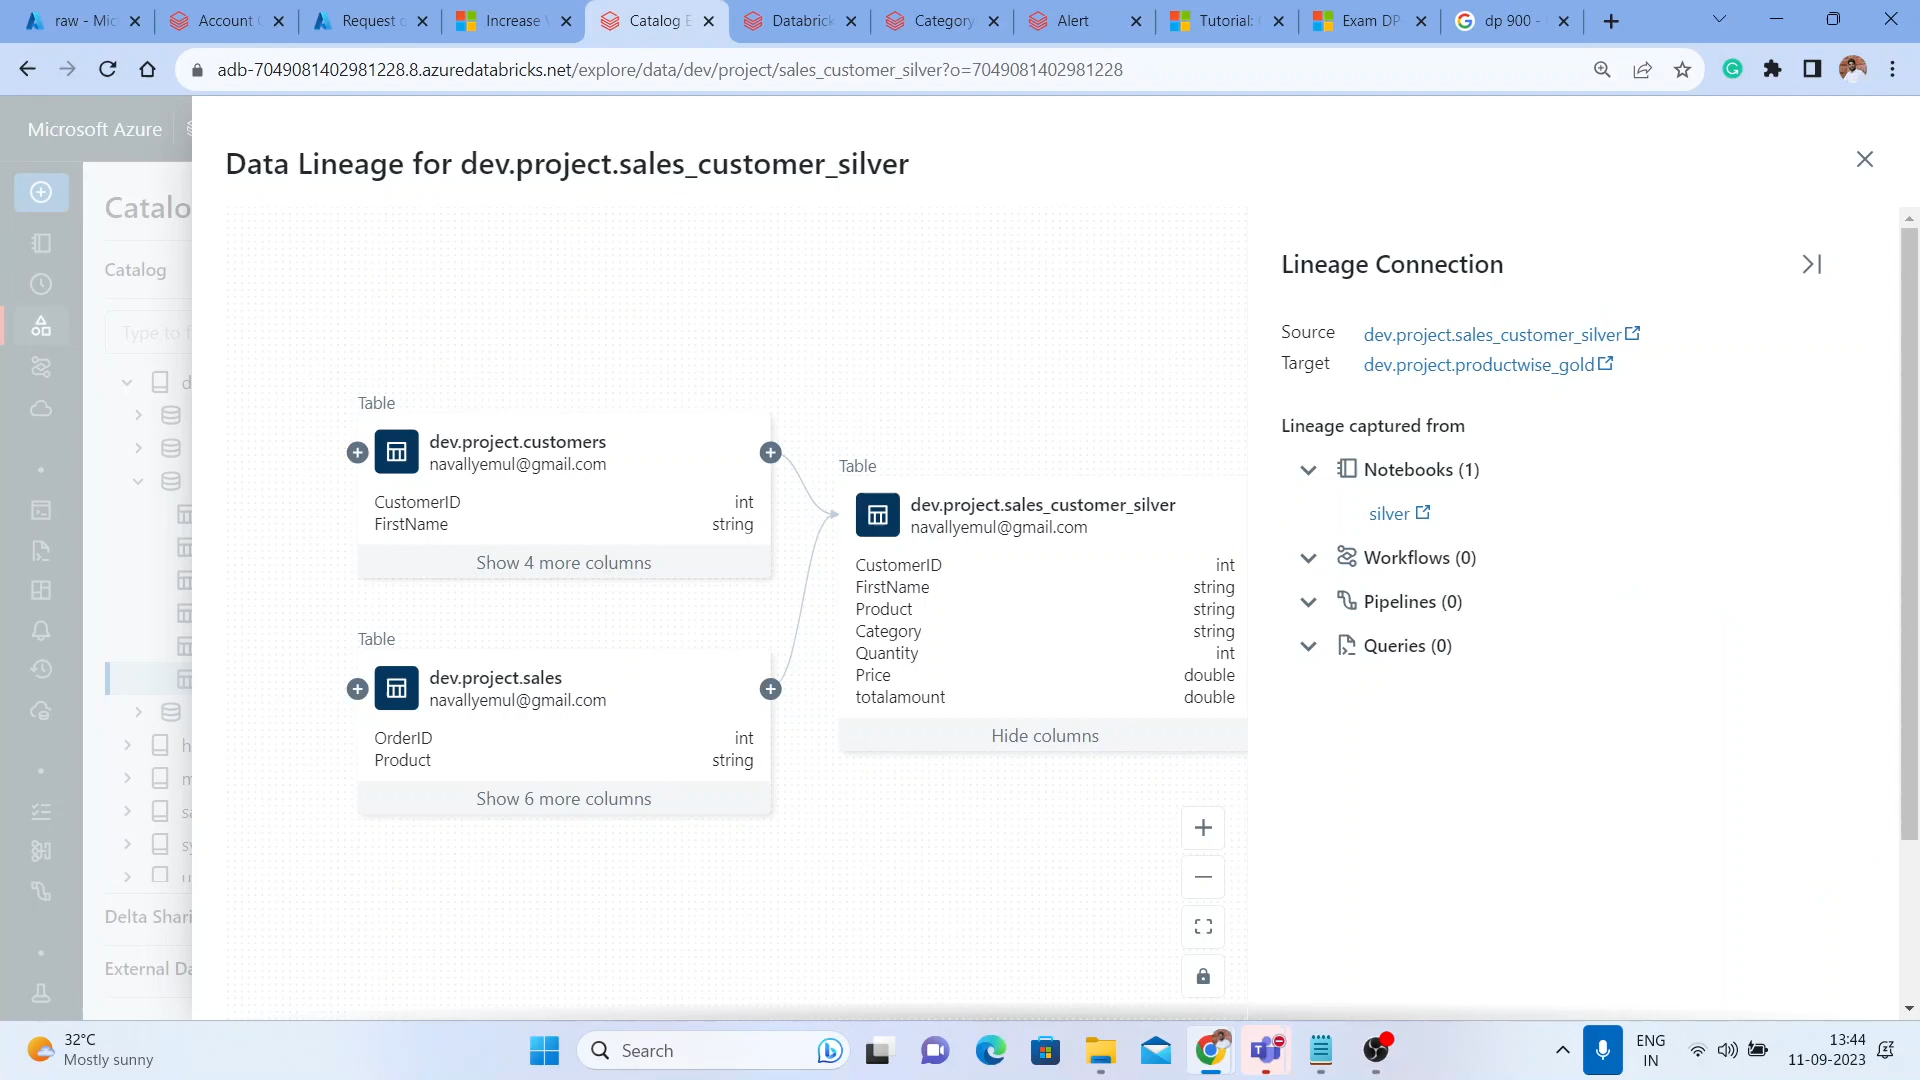 raw - Mic
Account
Request o
Increase
Catalog E
Databrick
Category
Alert
Tutorial:
Exam DP
dp 900 -
adb-7049081402981228.8.azuredatabricks.net/explore/data/dev/project/sales_customer_silver?o=7049081402981228
Microsoft Azure
Data Lineage for dev.project.sales_customer_silver
Catalo
Catalog
Type to f
Delta Shari
External Da
Table
dev.project.customers
navallyemul@gmail.com
CustomerID int
FirstName string
Show 4 more columns
Table
dev.project.sales
navallyemul@gmail.com
OrderID int
Product string
Show 6 more columns
Table
dev.project.sales_customer_silver
navallyemul@gmail.com
CustomerID int
FirstName string
Product string
Category string
Quantity int
Price double
totalamount double
Hide columns
Lineage Connection
Source dev.project.sales_customer_silver
Target dev.project.productwise_gold
Lineage captured from
Notebooks (1)
silver
Workflows (0)
Pipelines (0)
Queries (0)
32°C
Mostly sunny
Search
ENG
IN
13:44
11-09-2023